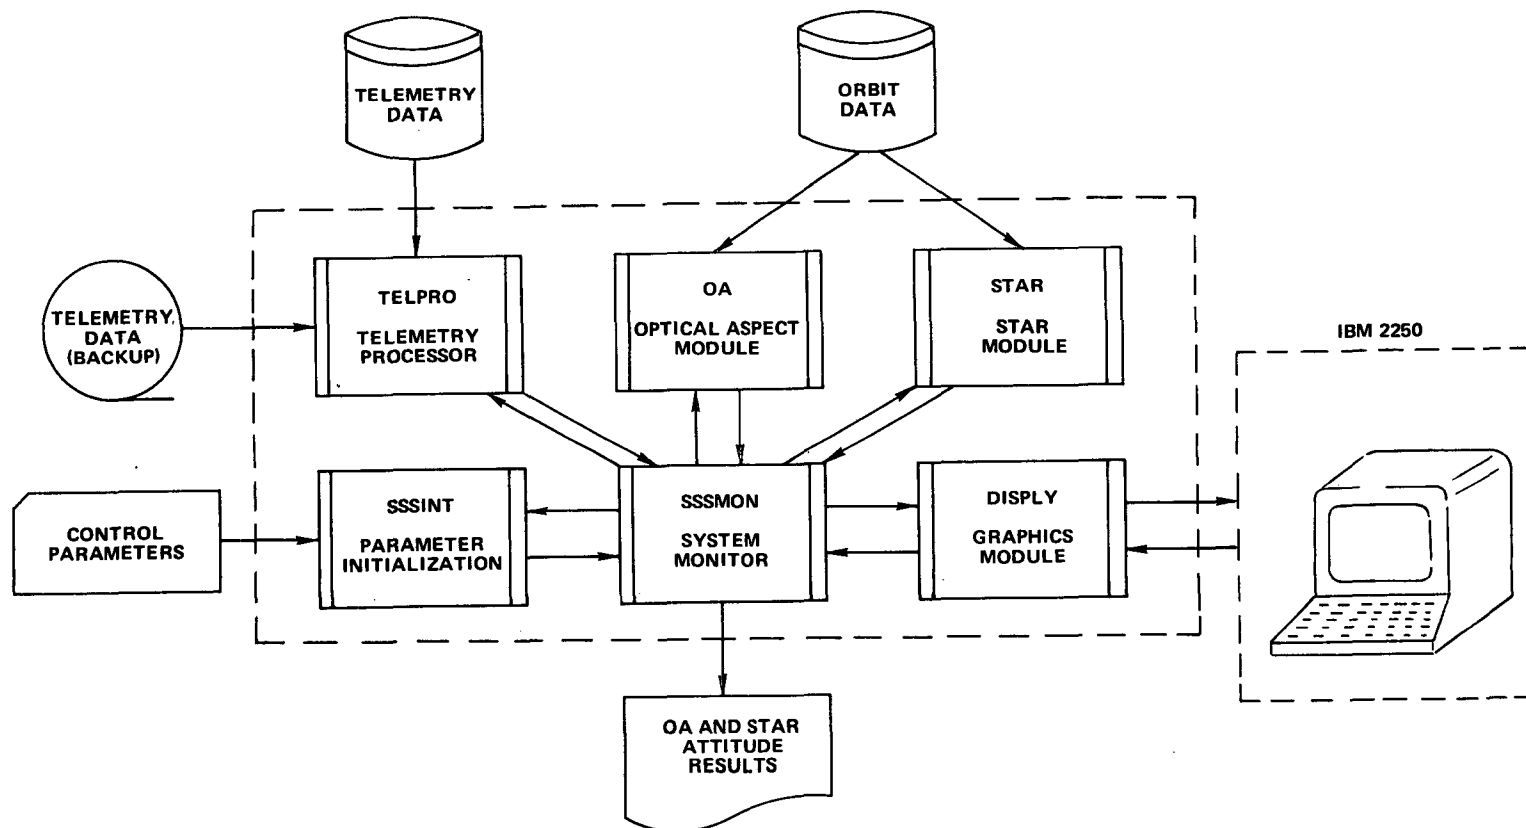 TELEMETRY
DATA
ORBIT
DATA
TELEMETRY
DATA
(BACKUP)
TELPRO
TELEMETRY
PROCESSOR
OA
OPTICAL ASPECT
MODULE
STAR
STAR
MODULE
IBM 2250
CONTROL
PARAMETERS
SSSINT
PARAMETER
INITIALIZATION
SSSMON
SYSTEM
MONITOR
DISPLY
GRAPHICS
MODULE
OA AND STAR
ATTITUDE
RESULTS